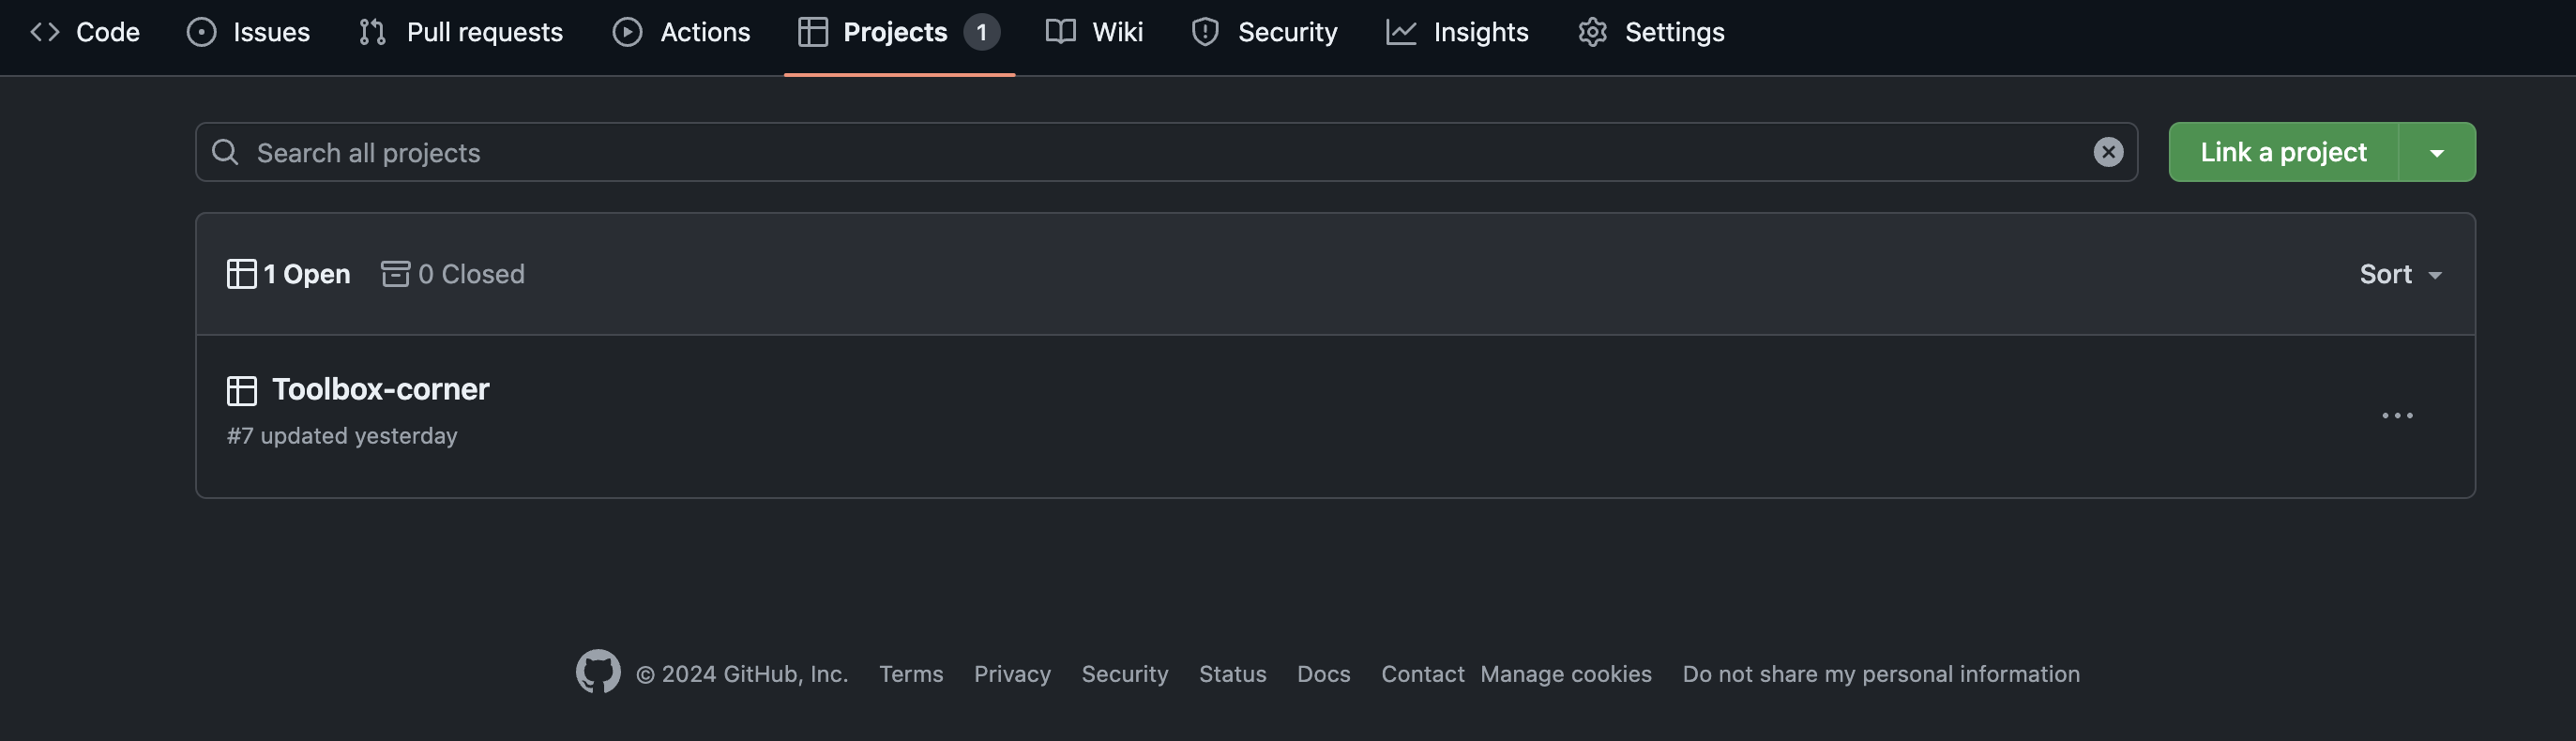 Code Issues Pull requests Actions Projects 1 Wiki Security Insights Settings
Search all projects Link a project
1 Open 0 Closed Sort
Toolbox-corner
#7 updated yesterday
© 2024 GitHub, Inc. Terms Privacy Security Status Docs Contact Manage cookies Do not share my personal information